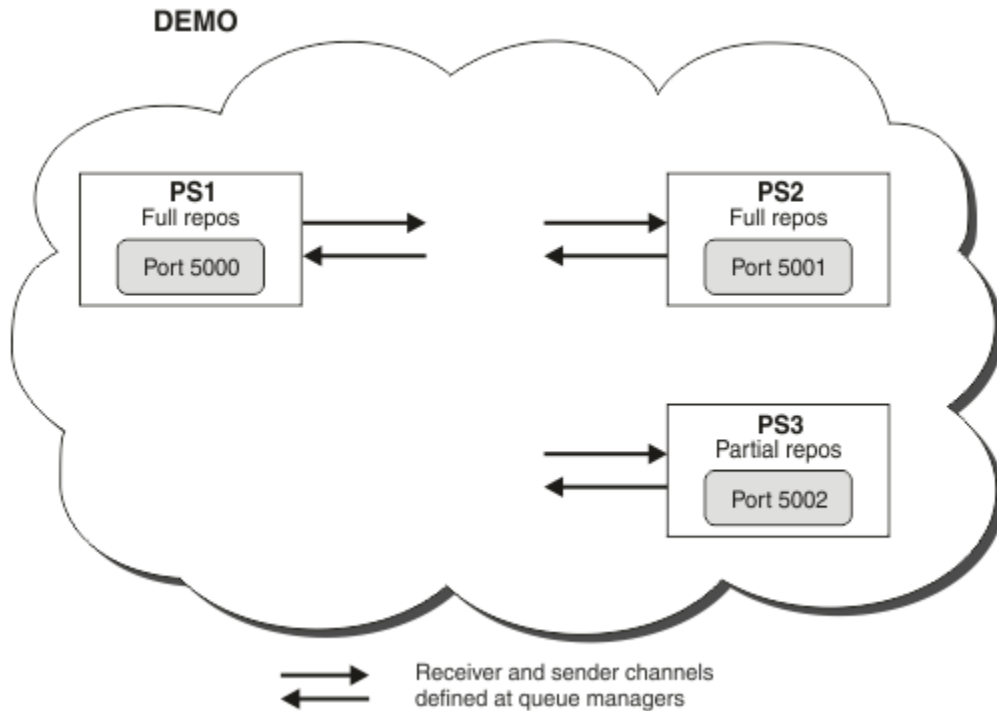 DEMO
PS1
Full repos
Port 5000
PS2
Full repos
Port 5001
PS3
Partial repos
Port 5002
Receiver and sender channels
defined at queue managers